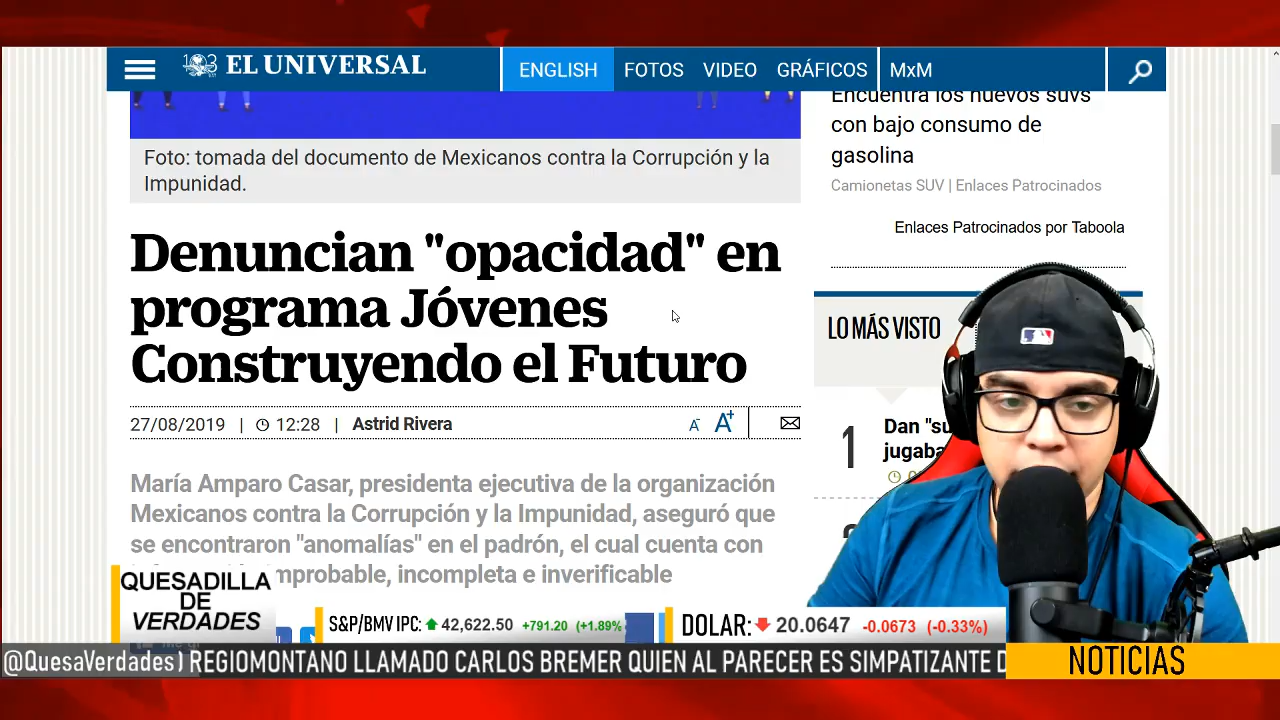 EL UNIVERSAL
ENGLISH FOTOS VIDEO GRÁFICOS MxM
Encuentra los nuevos suvs
con bajo consumo de
gasolina
Camionetas SUV | Enlaces Patrocinados
Enlaces Patrocinados por Taboola
Foto: tomada del documento de Mexicanos contra la Corrupción y la
Impunidad.
Denuncian "opacidad" en
programa Jóvenes
Construyendo el Futuro
27/08/2019 | 12:28 | Astrid Rivera
A- A+
María Amparo Casar, presidenta ejecutiva de la organización
Mexicanos contra la Corrupción y la Impunidad, aseguró que
se encontraron "anomalías" en el padrón, el cual cuenta con
improbable, incompleta e inverificable
LO MÁS VISTO
1
Dan "su
jugaba
QUESADILLA
DE
VERDADES
S&P/BMV IPC: 42,622.50 +791.20 (+1.89%)
DOLAR: 20.0647 -0.0673 (-0.33%)
@QuesaVerdades) REGIOMONTANO LLAMADO CARLOS BREMER QUIEN AL PARECER ES SIMPATIZANTE D
NOTICIAS